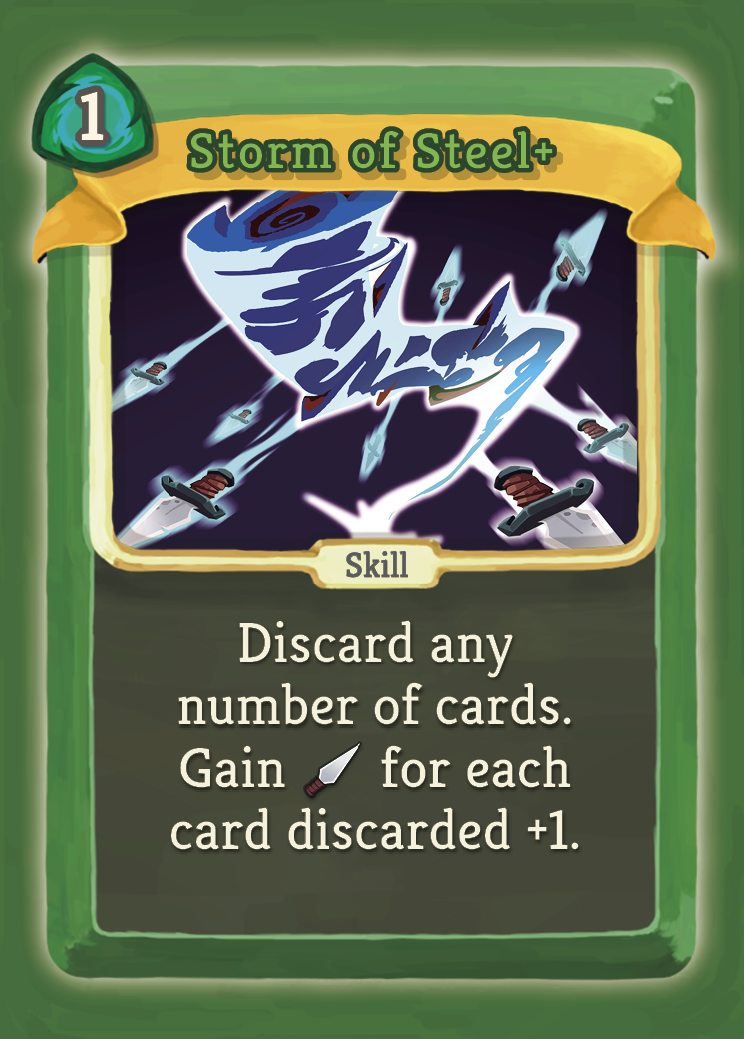 1
Storm of Steel+
Skill
Discard any
number of cards.
Gain for each
card discarded +1.